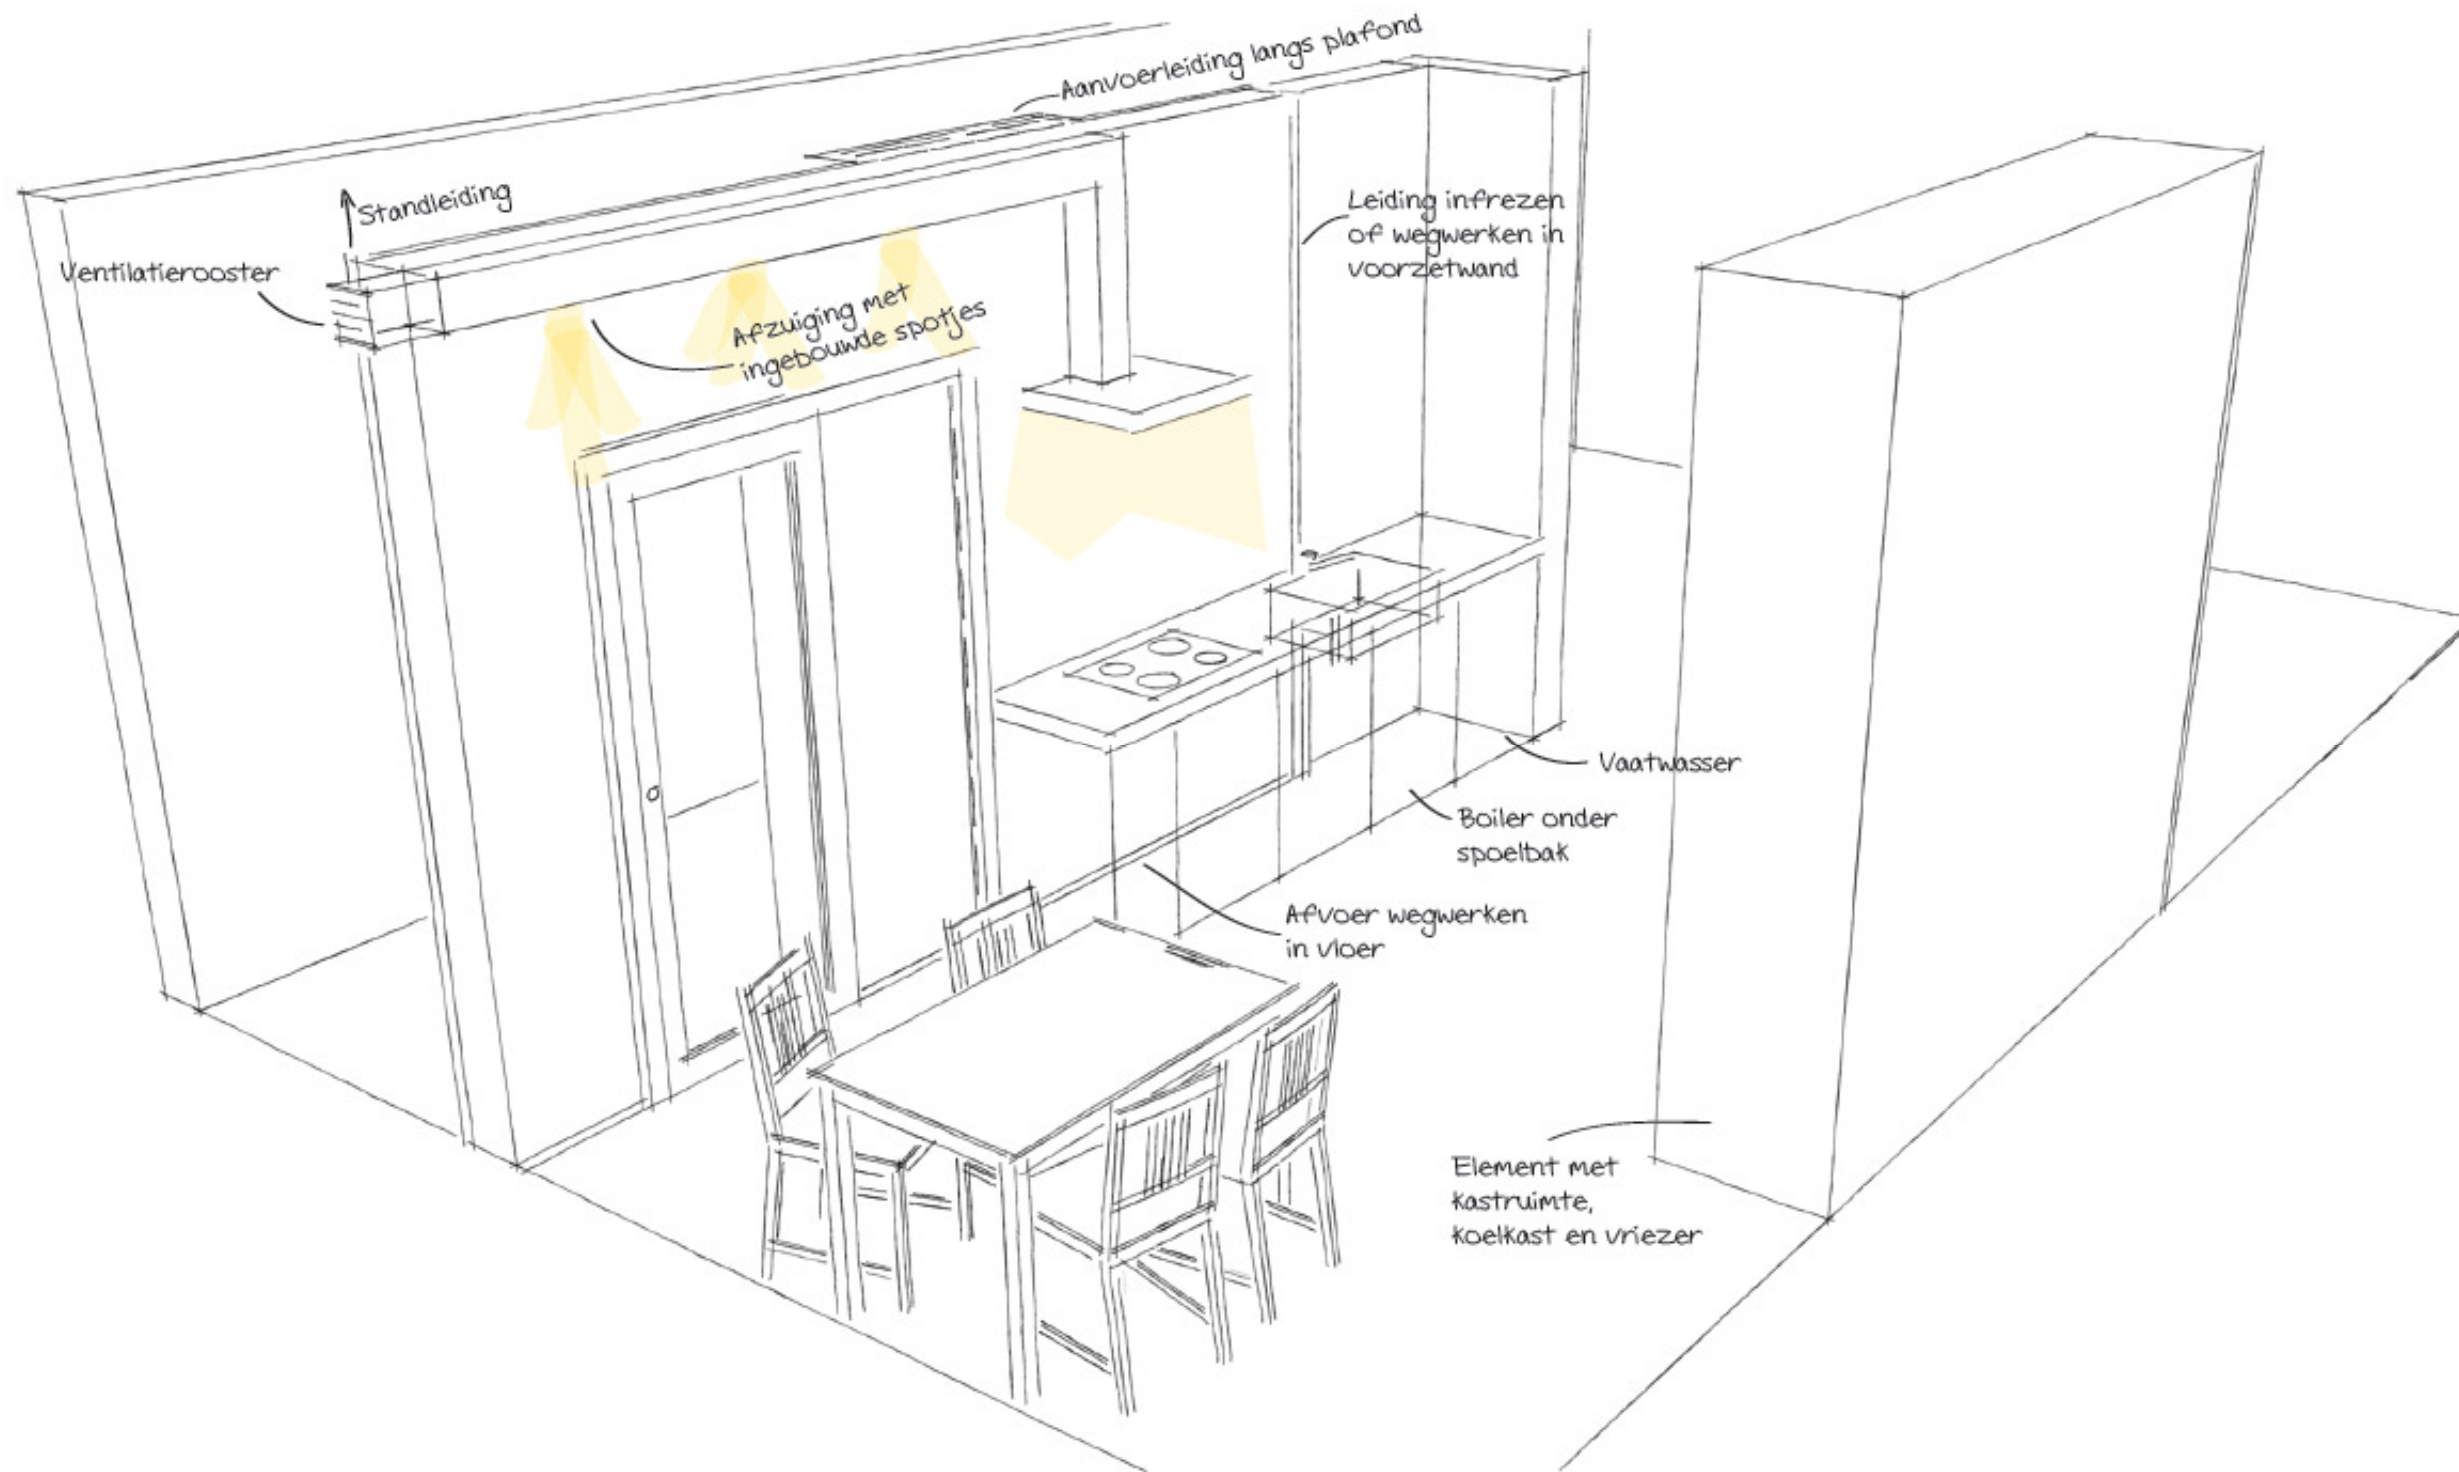 Aanvoerleiding langs plafond
Standleiding
Ventilatierooster
Leiding infrezen
of wegwerken in
voorzetwand
Afzuiging met
ingebouwde spotjes
Vaatwasser
Boiler onder
spoelbak
Afvoer wegwerken
in vloer
Element met
kastruimte,
koelkast en vriezer